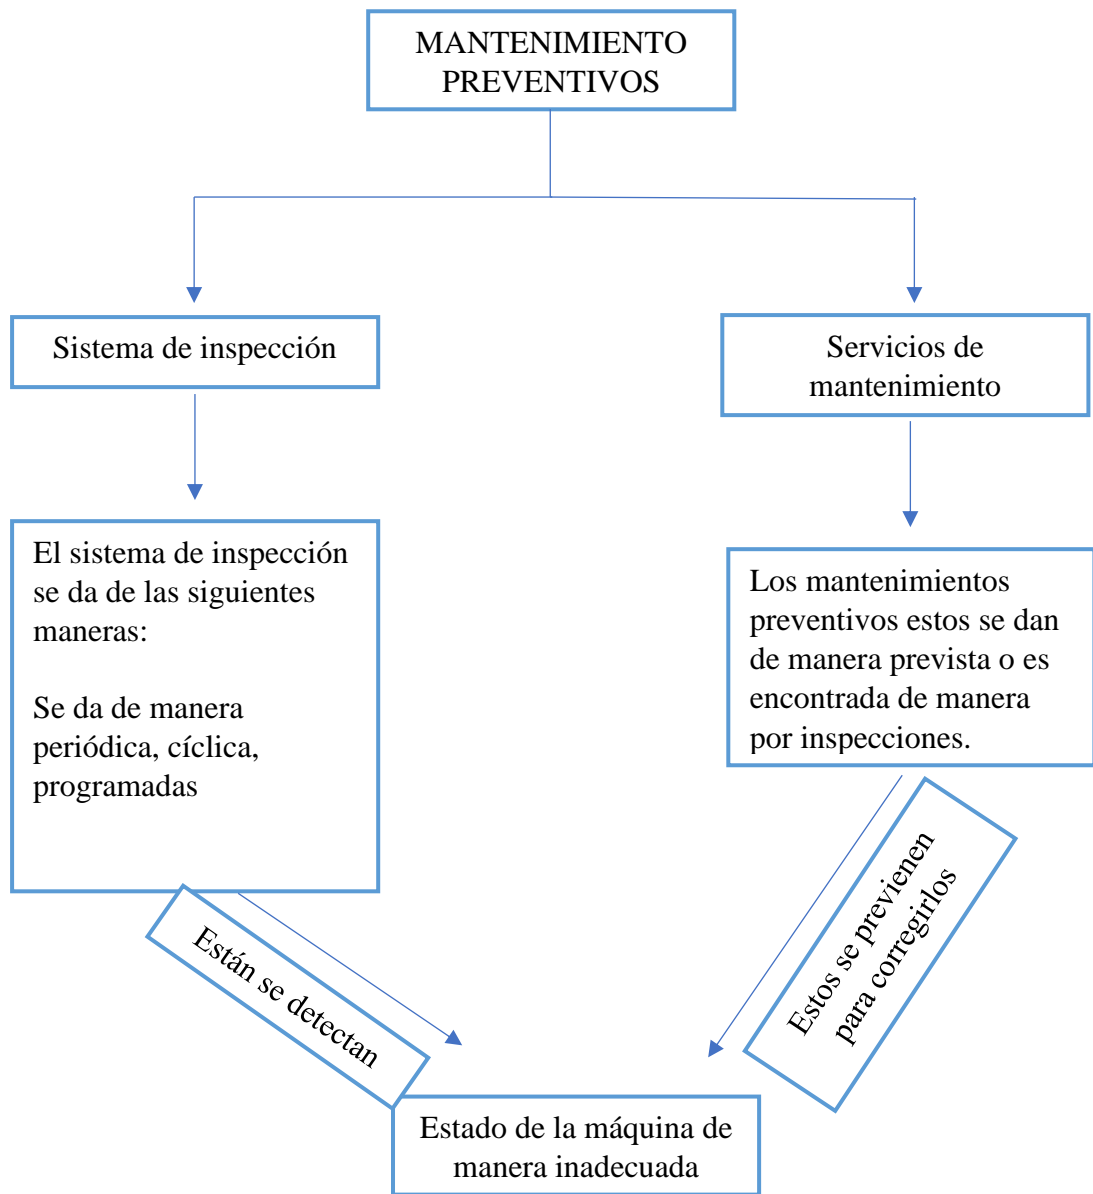 MANTENIMIENTO
PREVENTIVOS
Sistema de inspección
Servicios de
mantenimiento
El sistema de inspección
se da de las siguientes
maneras:
Se da de manera
periódica, cíclica,
programadas
Los mantenimientos
preventivos estos se dan
de manera prevista o es
encontrada de manera
por inspecciones.
Están se detectan
Estos se previenen
para corregirlos
Estado de la máquina de
manera inadecuada